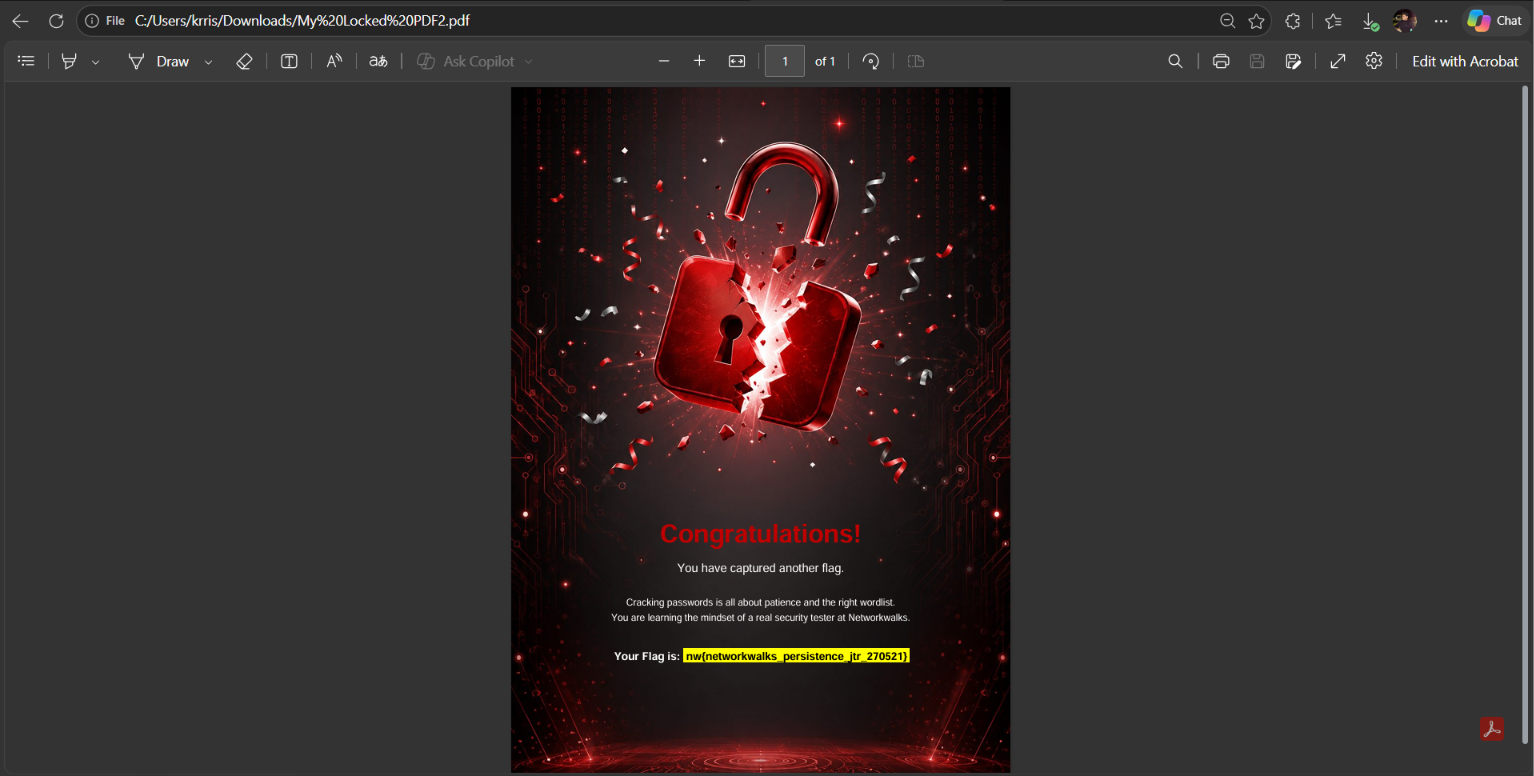 File C:/Users/krris/Downloads/My%20Locked%20PDF2.pdf
Chat
Draw
Ask Copilot
1 of 1
Edit with Acrobat
Congratulations!
You have captured another flag.
Cracking passwords is all about patience and the right wordlist.
You are learning the mindset of a real security tester at Networkwalks.
Your Flag is: nw{networkwalks_persistence_jtr_270521}